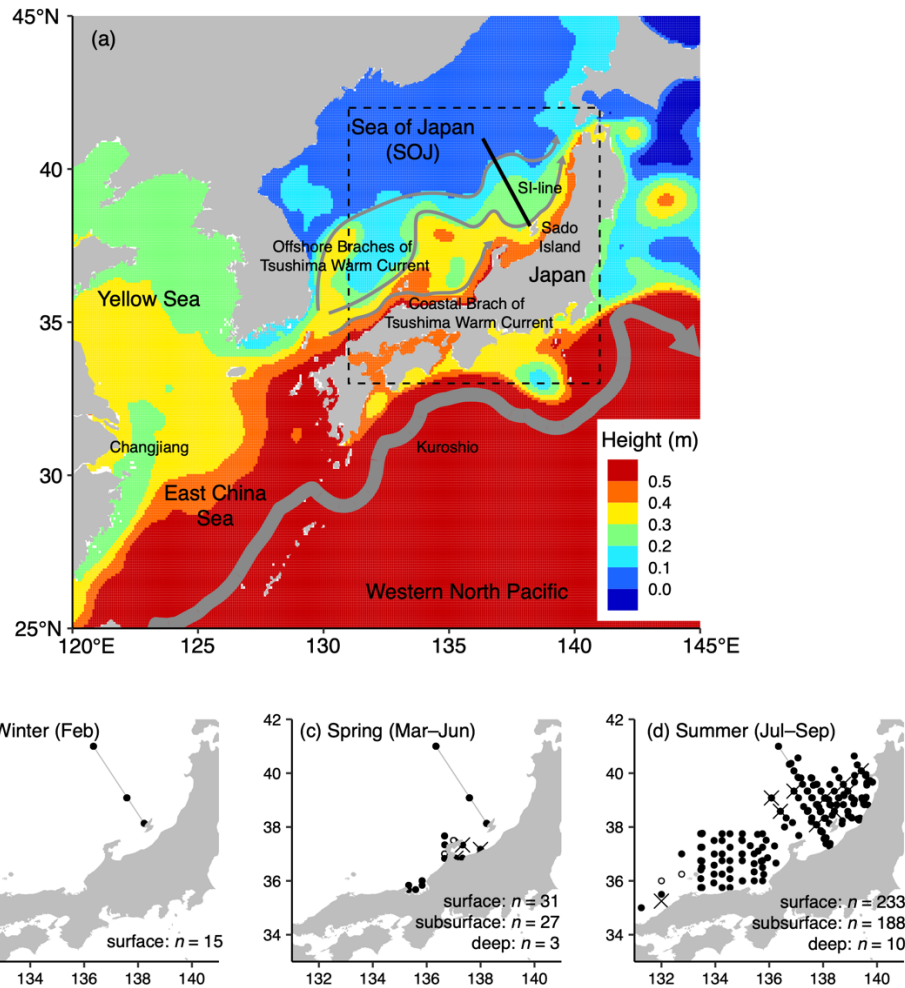 45°N
(a)
Sea of Japan
(SOJ)
40
SI-line
Sado
Island
Offshore Braches of
Tsushima Warm Current
Japan
Yellow Sea
Coastal Brach of
Tsushima Warm Current
35
Height (m)
Changjiang
Kuroshio
0.5
30
0.4
East China
Sea
0.3
0.2
0.1
Western North Pacific
0.0
25°N
120°E 125 130 135 140 145°E
Winter (Feb)
surface: n = 15
134 136 138 140
42
(c) Spring (Mar–Jun)
40
38
36
surface: n = 31
subsurface: n = 27
34
deep: n = 3
132 134 136 138 140
42
(d) Summer (Jul–Sep)
40
38
36
surface: n = 233
subsurface: n = 188
34
deep: n = 10
132 134 136 138 140